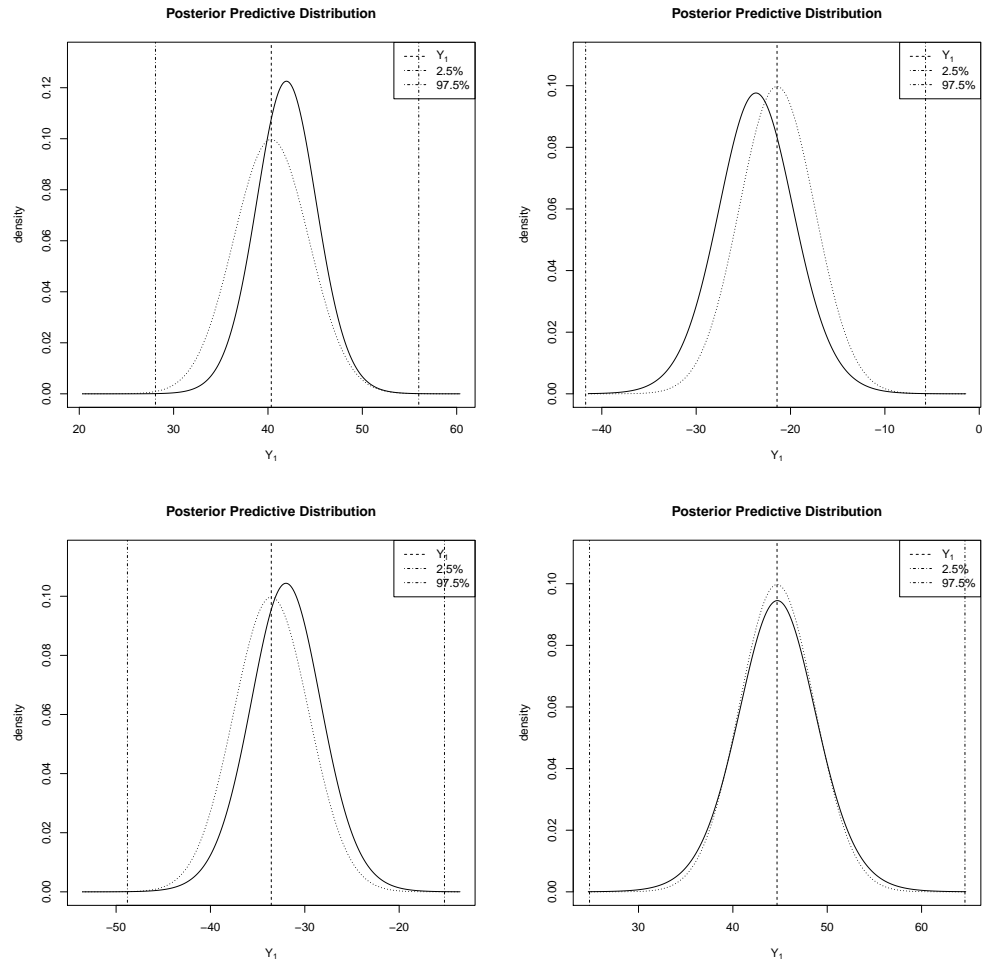 Posterior Predictive Distribution
density
0.00 0.02 0.04 0.06 0.08 0.10 0.12
20 30 40 50 60
Y₁
Y₁
2.5%
97.5%
Posterior Predictive Distribution
density
0.00 0.02 0.04 0.06 0.08 0.10
−40 −30 −20 −10 0
Y₁
Y₁
2.5%
97.5%
Posterior Predictive Distribution
density
0.00 0.02 0.04 0.06 0.08 0.10
−50 −40 −30 −20
Y₁
Y₁
2.5%
97.5%
Posterior Predictive Distribution
density
0.00 0.02 0.04 0.06 0.08 0.10
30 40 50 60
Y₁
Y₁
2.5%
97.5%